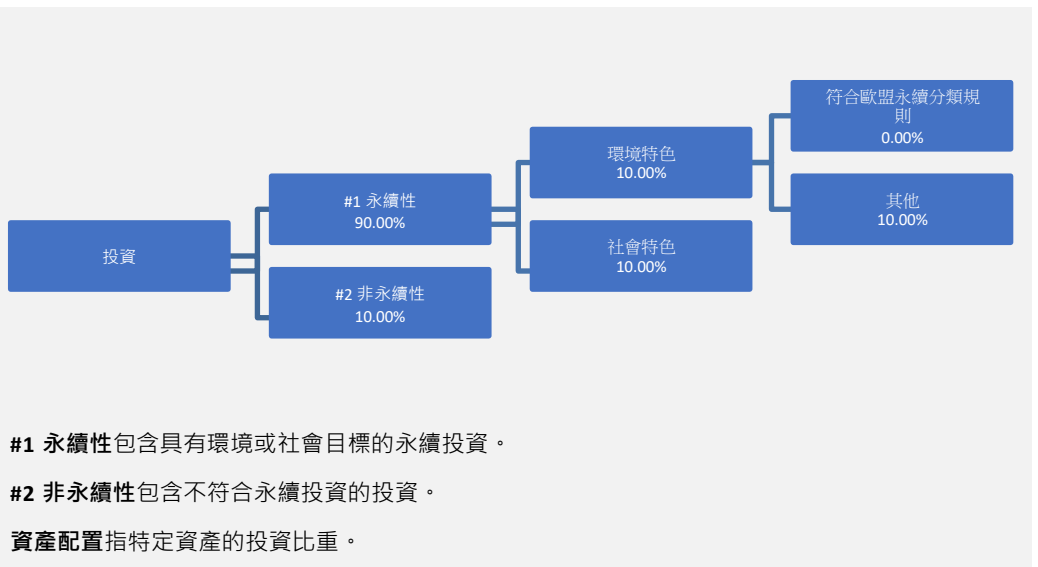 符合歐盟永續分類規
則
0.00%
環境特色
10.00%
#1 永續性
90.00%
其他
10.00%
投資
社會特色
10.00%
#2 非永續性
10.00%
#1 永續性包含具有環境或社會目標的永續投資。
#2 非永續性包含不符合永續投資的投資。
資產配置指特定資產的投資比重。